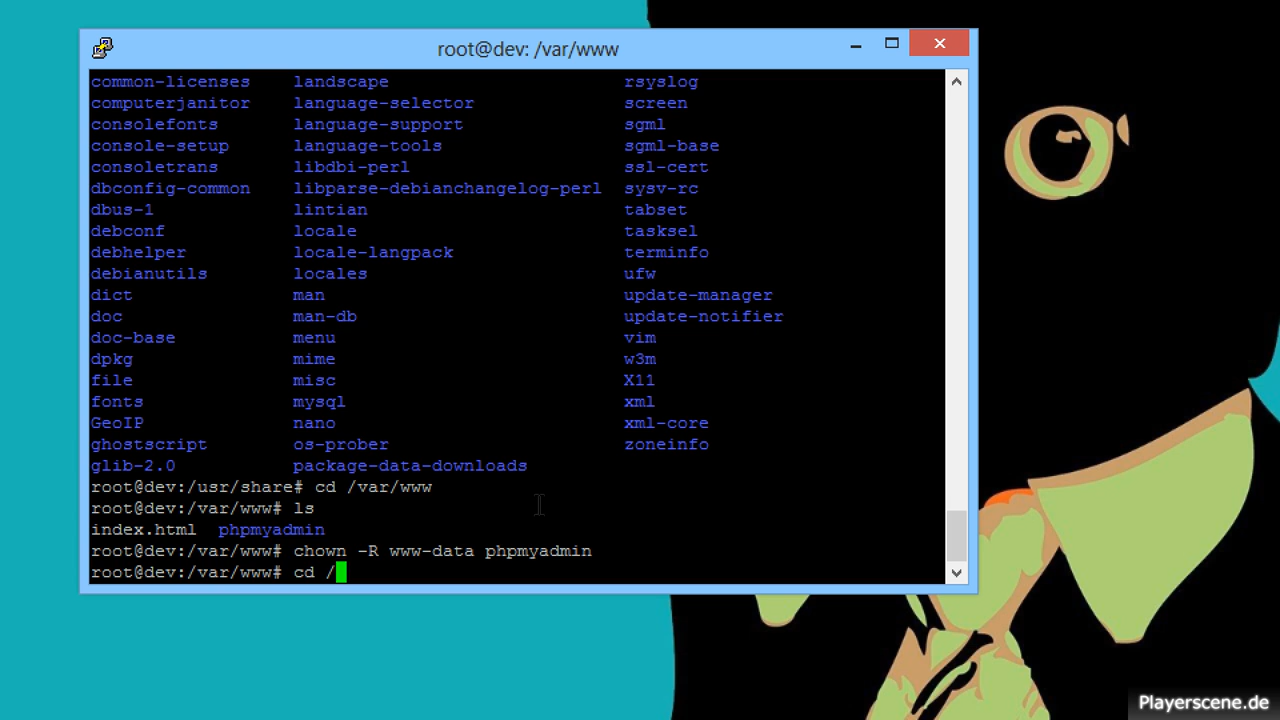 root@dev: /var/www
common-licenses landscape rsyslog
computerjanitor language-selector screen
consolefonts language-support sgml
console-setup language-tools sgml-base
consoletrans libdbi-perl ssl-cert
dbconfig-common libparse-debianchangelog-perl sysv-rc
dbus-1 lintian tabset
debconf locale tasksel
debhelper locale-langpack terminfo
debianutils locales ufw
dict man update-manager
doc man-db update-notifier
doc-base menu vim
dpkg mime w3m
file misc X11
fonts mysql xml
GeoIP nano xml-core
ghostscript os-prober zoneinfo
glib-2.0 package-data-downloads
root@dev:/usr/share# cd /var/www
root@dev:/var/www# ls
index.html phpmyadmin
root@dev:/var/www# chown -R www-data phpmyadmin
root@dev:/var/www# cd /
Playerscene.de